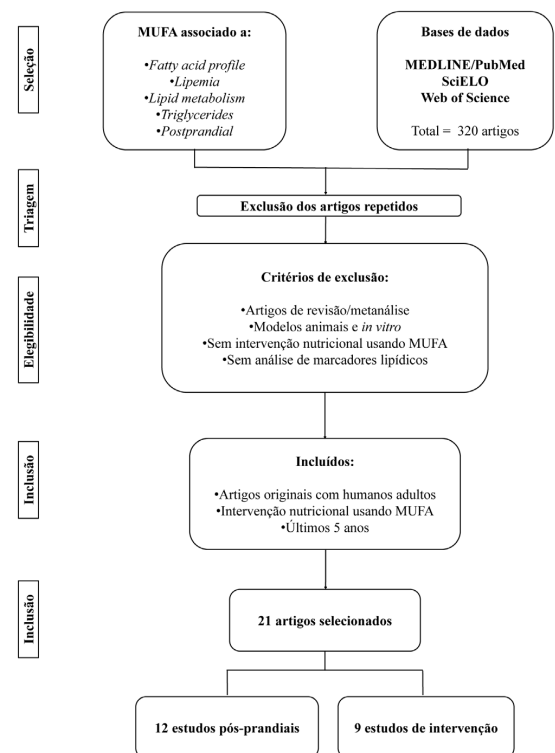 Seleção
MUFA associado a:
•Fatty acid profile
•Lipemia
•Lipid metabolism
•Triglycerides
•Postprandial
Bases de dados
MEDLINE/PubMed
SciELO
Web of Science
Total = 320 artigos
Triagem
Exclusão dos artigos repetidos
Elegibilidade
Critérios de exclusão:
•Artigos de revisão/metanálise
•Modelos animais e in vitro
•Sem intervenção nutricional usando MUFA
•Sem análise de marcadores lipídicos
Inclusão
Incluídos:
•Artigos originais com humanos adultos
•Intervenção nutricional usando MUFA
•Últimos 5 anos
Inclusão
21 artigos selecionados
12 estudos pós-prandiais
9 estudos de intervenção